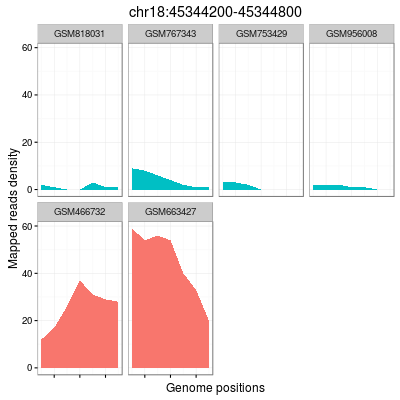 chr18:45344200-45344800
GSM818031 GSM767343 GSM753429 GSM956008
60
40
20
0
Mapped reads density
GSM466732 GSM663427
60
40
20
0
Genome positions